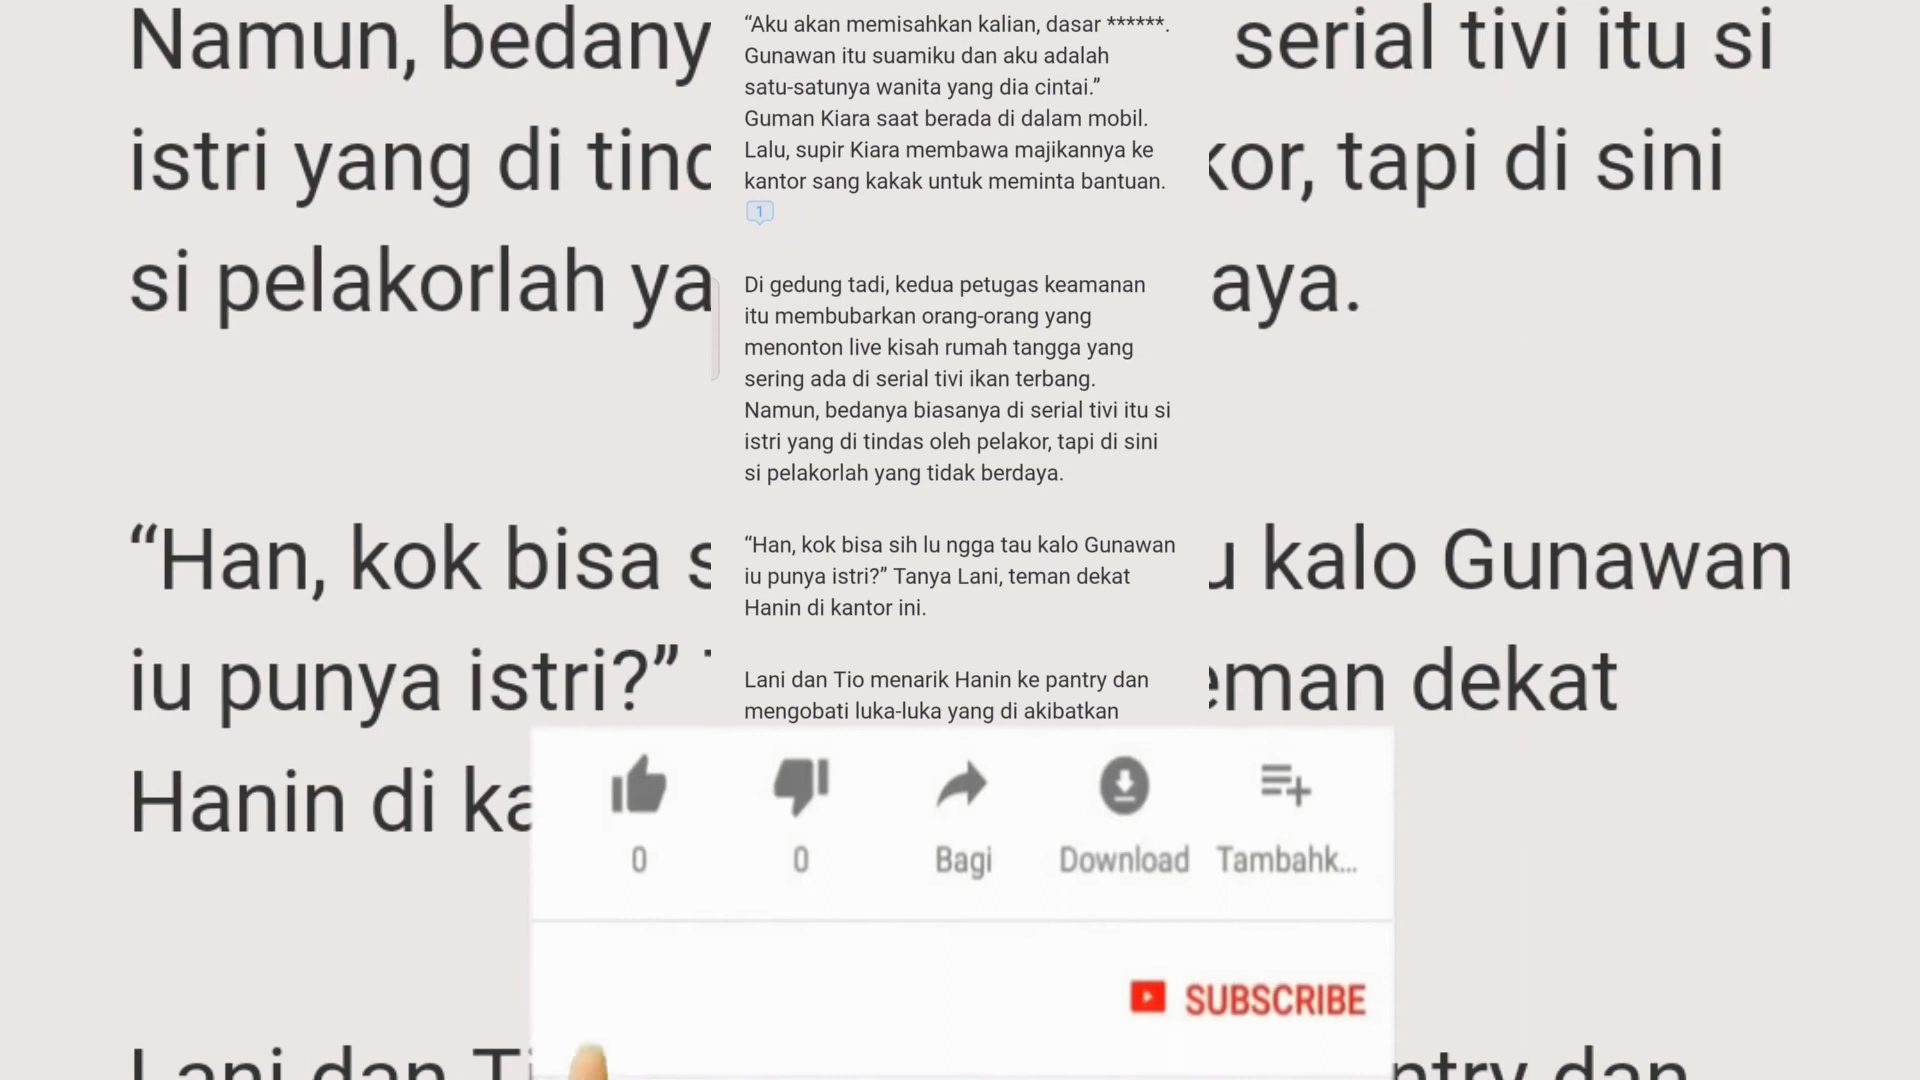 “Aku akan memisahkan kalian, dasar ******.
Gunawan itu suamiku dan aku adalah
satu-satunya wanita yang dia cintai.”
Guman Kiara saat berada di dalam mobil.
Lalu, supir Kiara membawa majikannya ke
kantor sang kakak untuk meminta bantuan.
1
Di gedung tadi, kedua petugas keamanan
itu membubarkan orang-orang yang
menonton live kisah rumah tangga yang
sering ada di serial tivi ikan terbang.
Namun, bedanya biasanya di serial tivi itu si
istri yang di tindas oleh pelakor, tapi di sini
si pelakorlah yang tidak berdaya.
“Han, kok bisa sih lu ngga tau kalo Gunawan
iu punya istri?” Tanya Lani, teman dekat
Hanin di kantor ini.
Lani dan Tio menarik Hanin ke pantry dan
mengobati luka-luka yang di akibatkan
Namun, bedany serial tivi itu si
istri yang di tind kor, tapi di sini
si pelakorlah ya aya.
“Han, kok bisa s u kalo Gunawan
iu punya istri?” eman dekat
Hanin di ka
Lani dan Ti ntry dan
0 0 Bagi Download Tambahk...
SUBSCRIBE